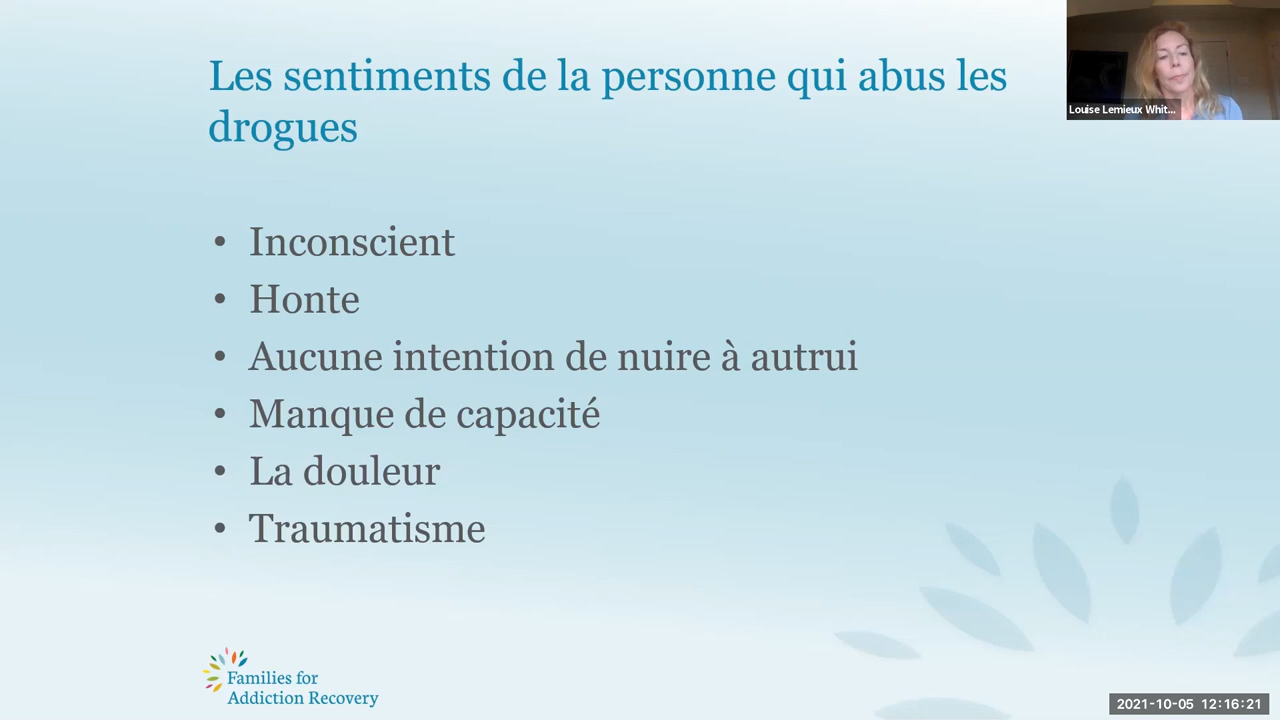 Les sentiments de la personne qui abus les
drogues
• Inconscient
• Honte
• Aucune intention de nuire à autrui
• Manque de capacité
• La douleur
• Traumatisme
Families for
Addiction Recovery
Louise Lemieux Whit...
2021-10-05 12:16:21